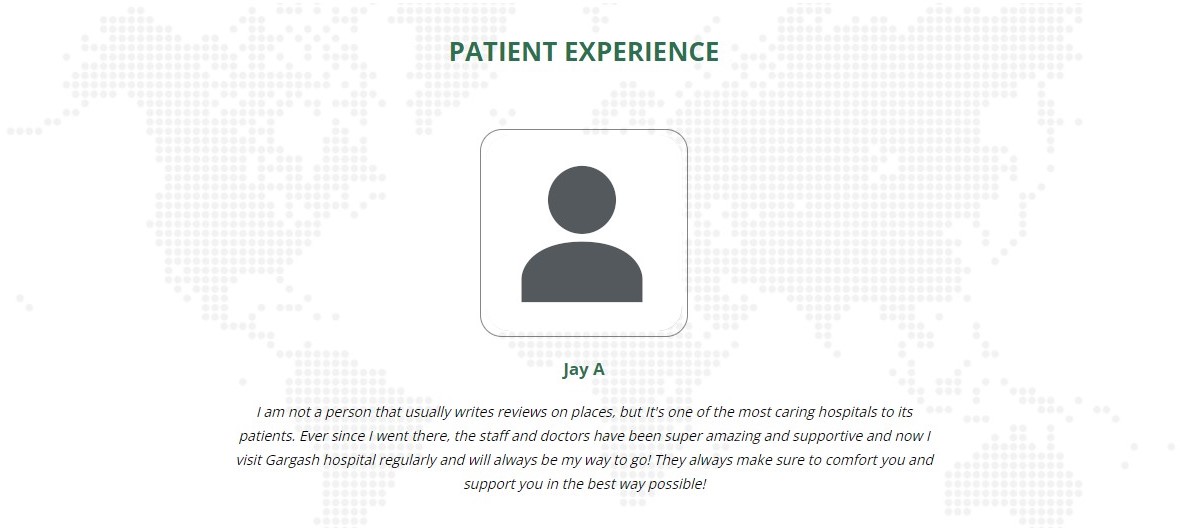 PATIENT EXPERIENCE
Jay A
I am not a person that usually writes reviews on places, but It's one of the most caring hospitals to its
patients. Ever since I went there, the staff and doctors have been super amazing and supportive and now I
visit Gargash hospital regularly and will always be my way to go! They always make sure to comfort you and
support you in the best way possible!